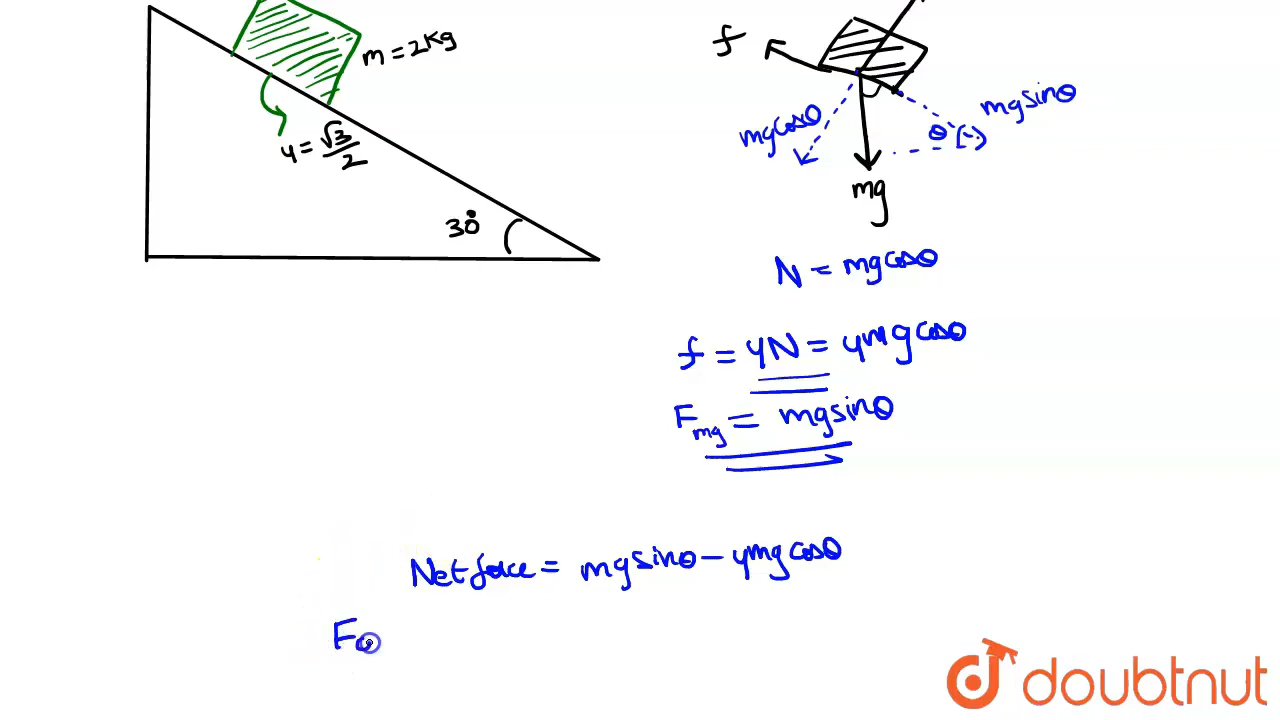 m = 2kg
μ = √3/2
30°
f
mgcosθ
mgsinθ
θ
mg
N = mgcosθ
f = μN = μmgcosθ
Fmg = mgsinθ
Net force = mgsinθ - μmgcosθ
F
doubtnut